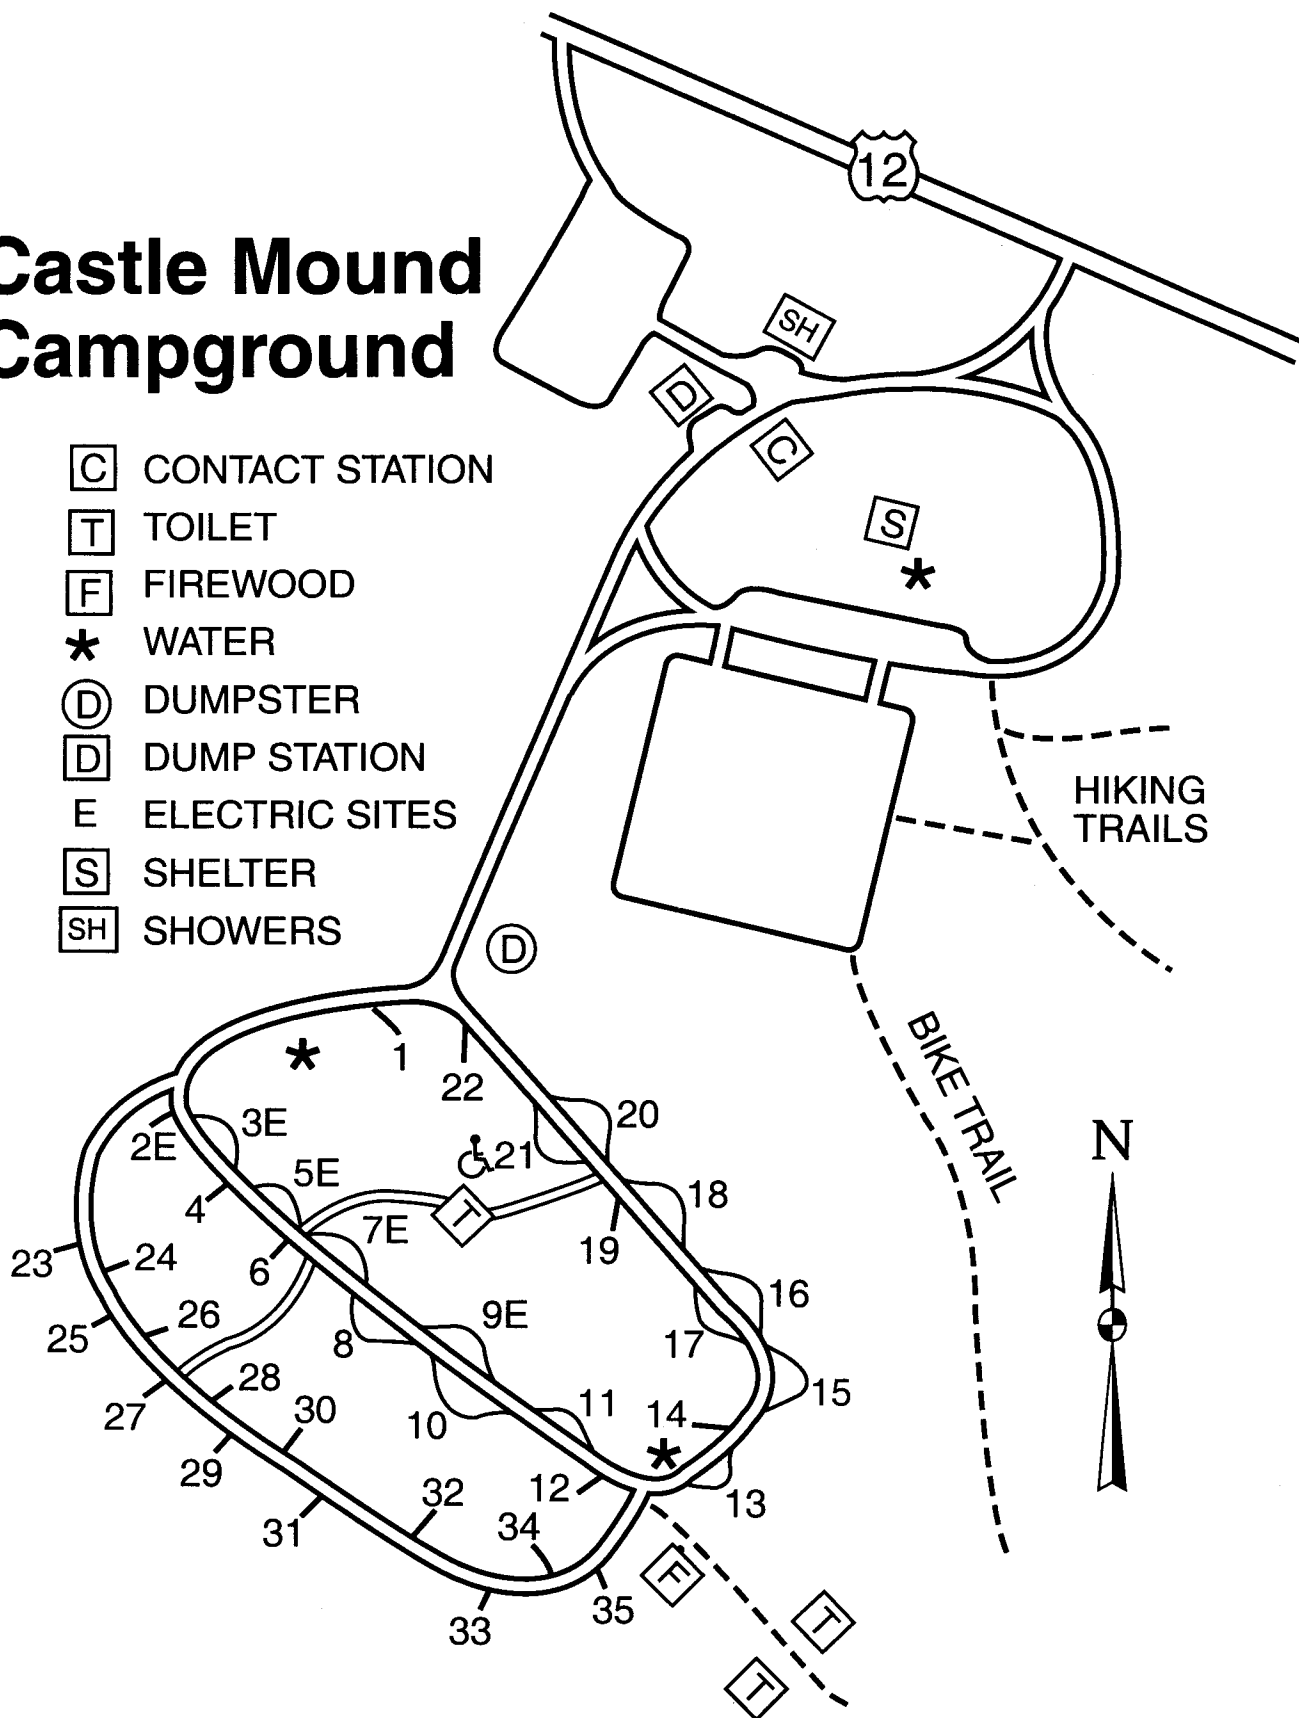 12
Castle Mound
Campground
SH
D
C
C CONTACT STATION
S
T TOILET
F FIREWOOD
* WATER
*
D DUMPSTER
D DUMP STATION
E ELECTRIC SITES
S SHELTER
SH SHOWERS
HIKING
TRAILS
D
BIKE TRAIL
*
1
22
20
3E
2E
21
N
5E
18
4
7E
T
19
6
23
24
16
26
9E
25
8
17
28
15
27
30
10
11
14
29
*
12
13
32
31
34
F
35
33
T
T